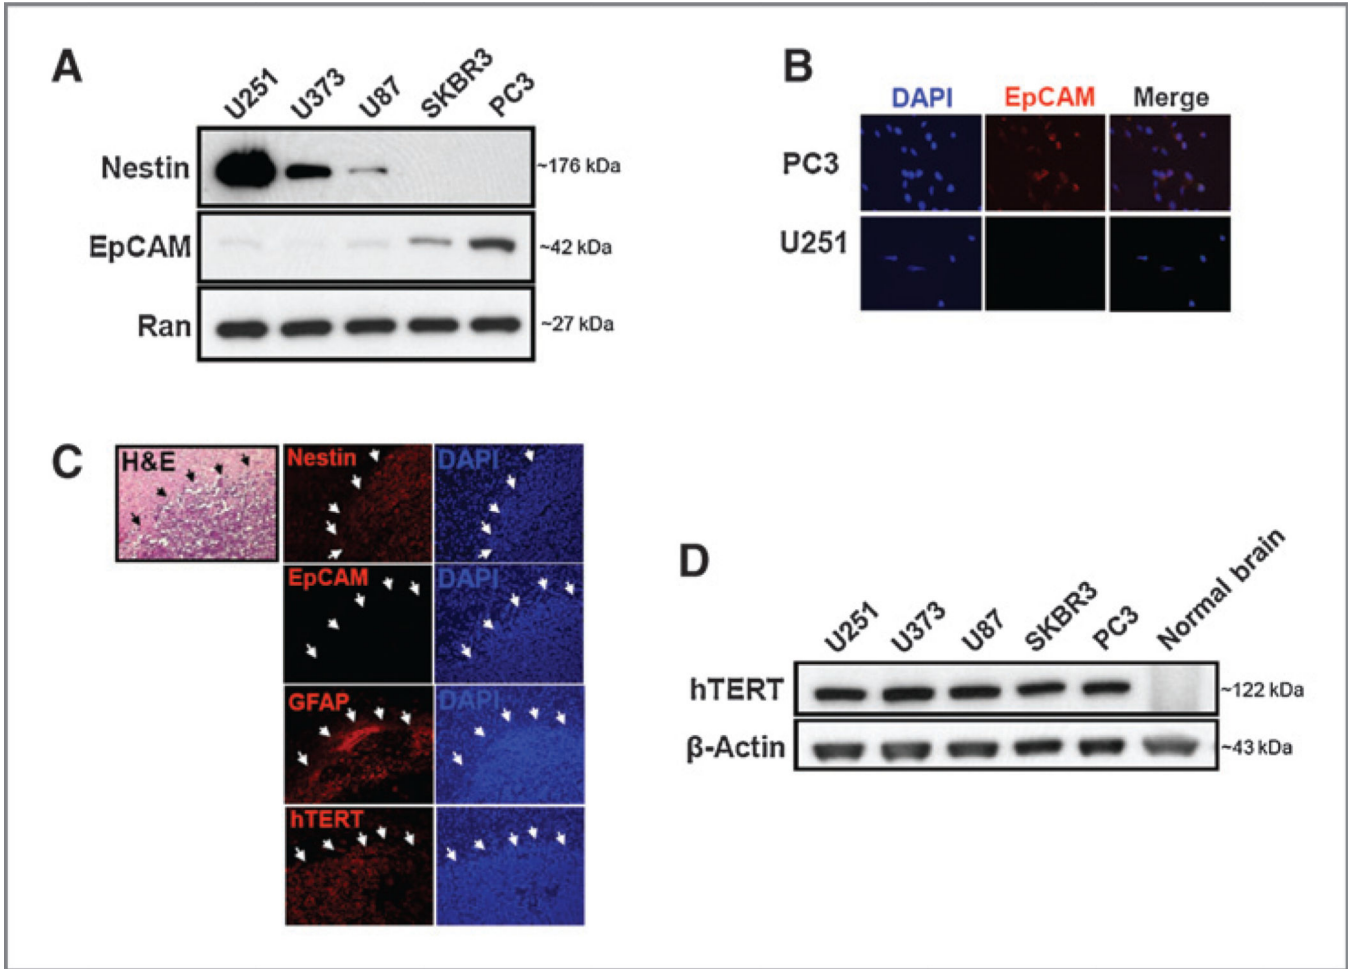 A
U251 U373 U87 SKBR3 PC3
Nestin ~176 kDa
EpCAM ~42 kDa
Ran ~27 kDa
B
DAPI EpCAM Merge
PC3
U251
C
H&E Nestin DAPI
EpCAM DAPI
GFAP DAPI
hTERT
D
U251 U373 U87 SKBR3 PC3 Normal brain
hTERT ~122 kDa
β-Actin ~43 kDa